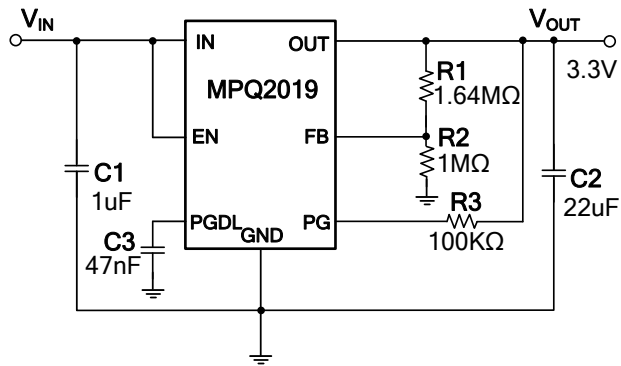 VIN
VOUT
IN
OUT
R1
3.3V
MPQ2019
1.64MΩ
EN
FB
R2
1MΩ
C1
1uF
C2
22uF
PGDL
GND
PG
R3
100KΩ
C3
47nF